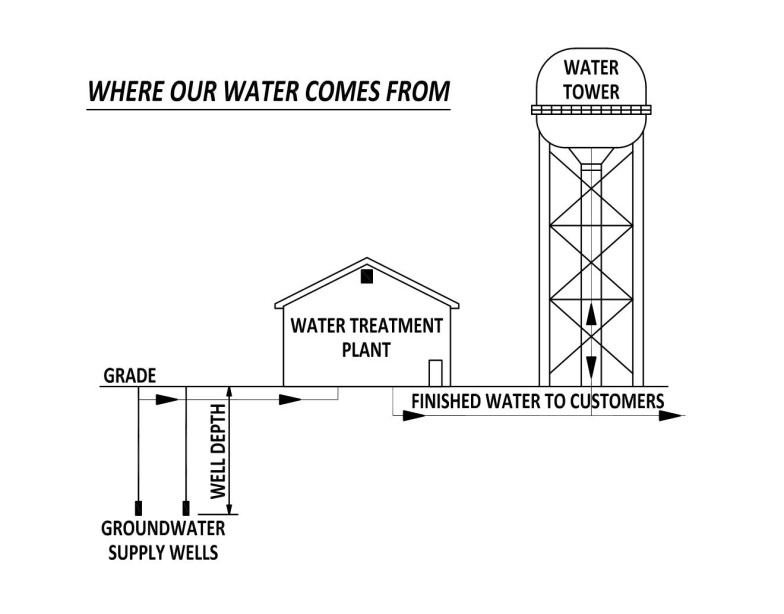 WHERE OUR WATER COMES FROM
WATER
TOWER
WATER TREATMENT
PLANT
GRADE
FINISHED WATER TO CUSTOMERS
WELL DEPTH
GROUNDWATER
SUPPLY WELLS